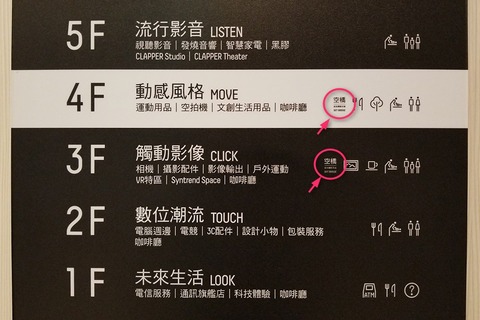 5F 流行影音 LISTEN
視聽影音｜發燒音響｜智慧家電｜黑膠
CLAPPER Studio｜CLAPPER Theater
4F 動感風格 MOVE
運動用品｜空拍機｜文創生活用品｜咖啡廳
空橋
3F 觸動影像 CLICK
相機｜攝影配件｜影像輸出｜戶外運動
VR特區｜Syntrend Space｜咖啡廳
空橋
2F 數位潮流 TOUCH
電腦週邊｜電競｜3C配件｜設計小物｜包裝服務
咖啡廳
1F 未來生活 LOOK
電信服務｜通訊旗艦店｜科技體驗｜咖啡廳
ATM ?